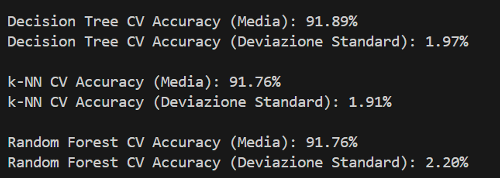 Decision Tree CV Accuracy (Media): 91.89%
Decision Tree CV Accuracy (Deviazione Standard): 1.97%
k-NN CV Accuracy (Media): 91.76%
k-NN CV Accuracy (Deviazione Standard): 1.91%
Random Forest CV Accuracy (Media): 91.76%
Random Forest CV Accuracy (Deviazione Standard): 2.20%